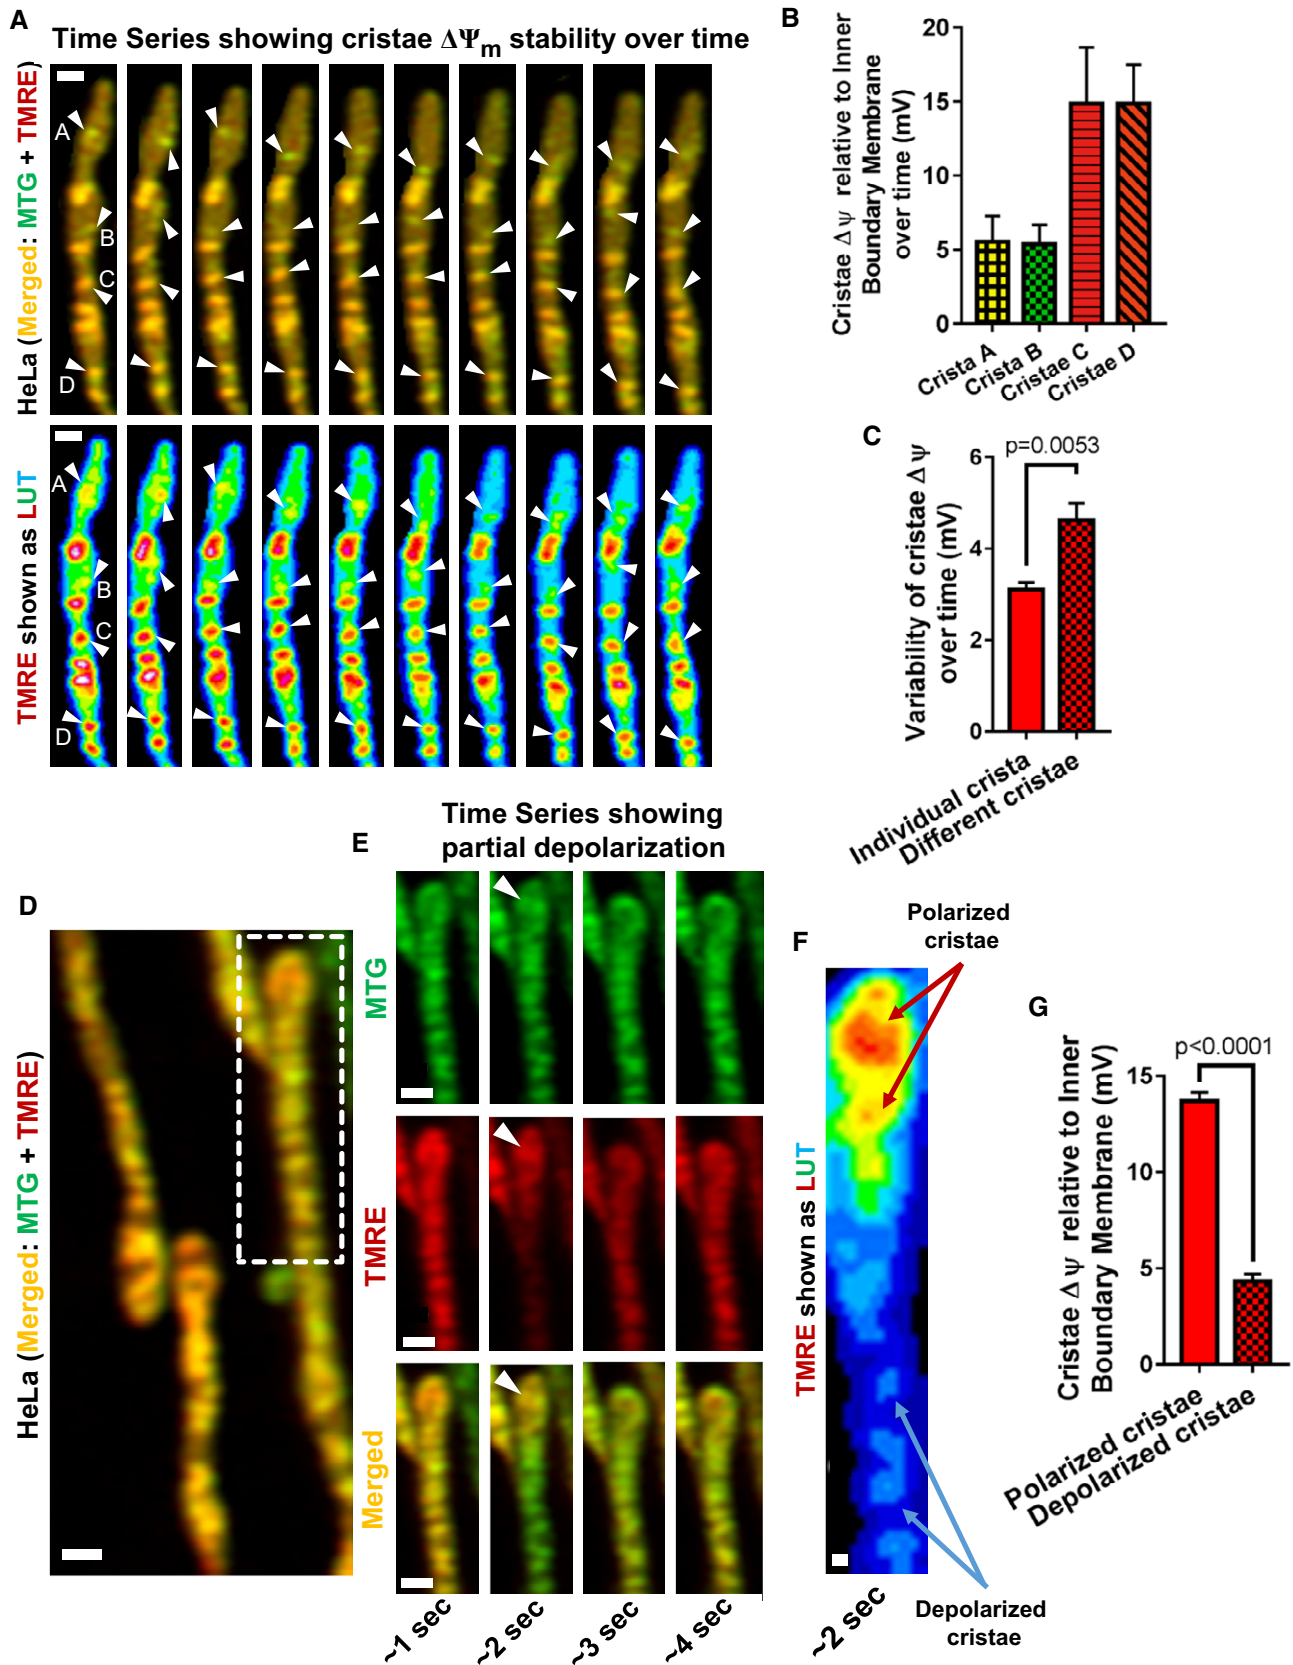 A
Time Series showing cristae ΔΨm stability over time
HeLa (Merged: MTG + TMRE)
A
B
C
D
TMRE shown as LUT
A
B
C
D
B
Cristae Δψ relative to Inner
Boundary Membrane
over time (mV)
20
15
10
5
0
Crista A
Crista B
Cristae C
Cristae D
C
p=0.0053
Variability of cristae Δψ
over time (mV)
6
4
2
0
Individual crista
Different cristae
D
HeLa (Merged: MTG + TMRE)
E
Time Series showing
partial depolarization
MTG
TMRE
Merged
~1 sec
~2 sec
~3 sec
~4 sec
F
Polarized
cristae
TMRE shown as LUT
~2 sec
Depolarized
cristae
G
p<0.0001
Cristae Δψ relative to Inner
Boundary Membrane (mV)
15
10
5
0
Polarized cristae
Depolarized cristae